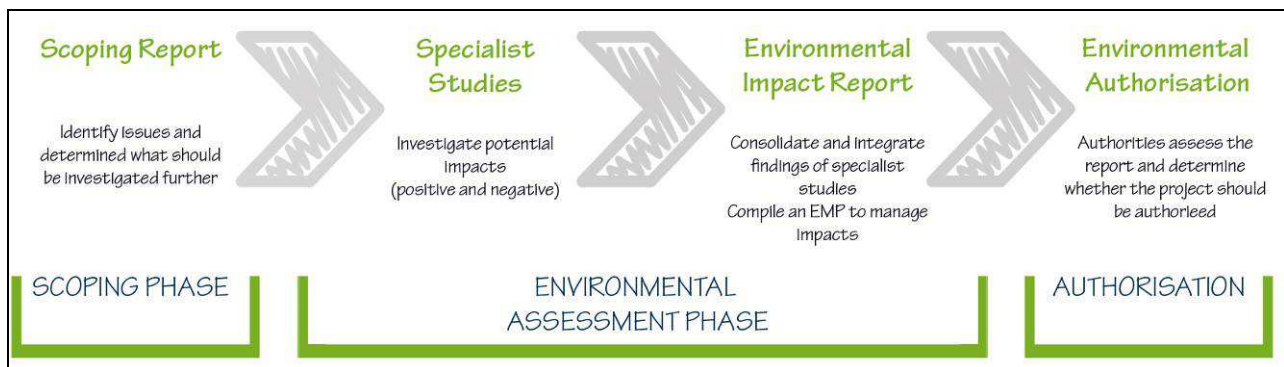 Scoping Report
Identify issues and
determined what should
be investigated further
Specialist
Studies
Investigate potential
impacts
(positive and negative)
Environmental
Impact Report
Consolidate and integrate
findings of specialist
studies
Compile an EMP to manage
impacts
Environmental
Authorisation
Authorities assess the
report and determine
whether the project should
be authorieed
SCOPING PHASE
ENVIRONMENTAL
ASSESSMENT PHASE
AUTHORISATION